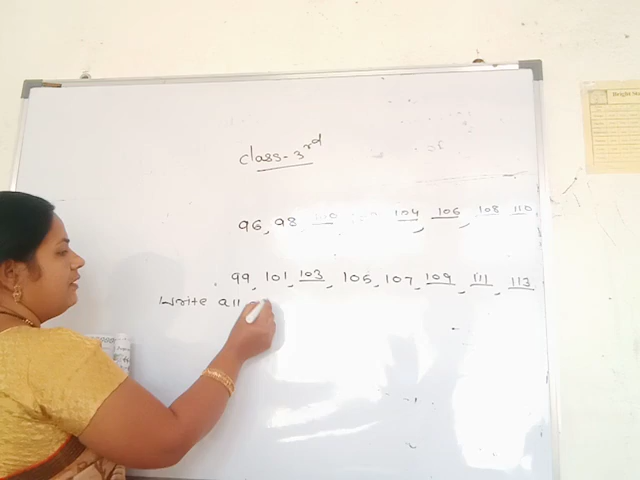 Class-3rd
96, 98 100 104, 106, 108 110
99, 101, 103, 105, 107, 109, 111, 113
Write all
Bright